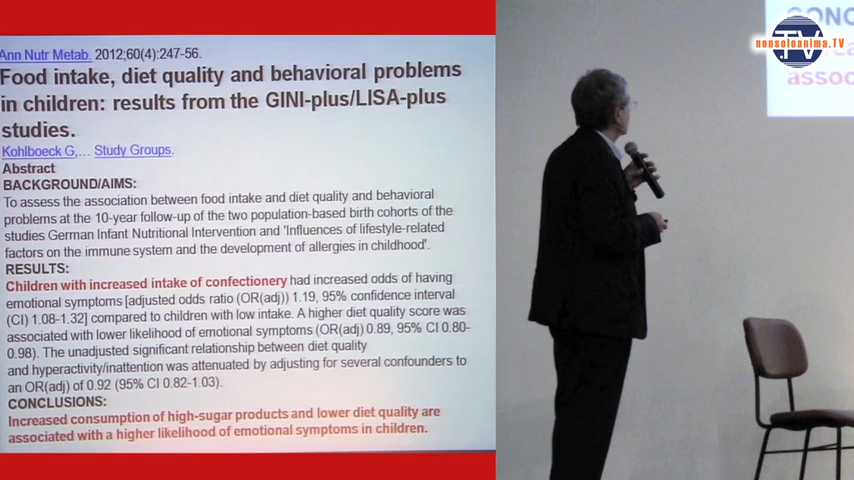 Ann Nutr Metab. 2012;60(4):247-56.
Food intake, diet quality and behavioral problems
in children: results from the GINI-plus/LISA-plus
studies.
Kohlboeck G,... Study Groups.
Abstract
BACKGROUND/AIMS:
To assess the association between food intake and diet quality and behavioral
problems at the 10-year follow-up of the two population-based birth cohorts of the
studies German Infant Nutritional Intervention and 'Influences of lifestyle-related
factors on the immune system and the development of allergies in childhood'.
RESULTS:
Children with increased intake of confectionery had increased odds of having
emotional symptoms [adjusted odds ratio (OR(adj)) 1.19, 95% confidence interval
(CI) 1.08-1.32] compared to children with low intake. A higher diet quality score was
associated with lower likelihood of emotional symptoms (OR(adj) 0.89, 95% CI 0.80-
0.98). The unadjusted significant relationship between diet quality
and hyperactivity/inattention was attenuated by adjusting for several confounders to
an OR(adj) of 0.92 (95% CI 0.82-1.03).
CONCLUSIONS:
Increased consumption of high-sugar products and lower diet quality are
associated with a higher likelihood of emotional symptoms in children.
TV
nonsoloanima.TV
assoc